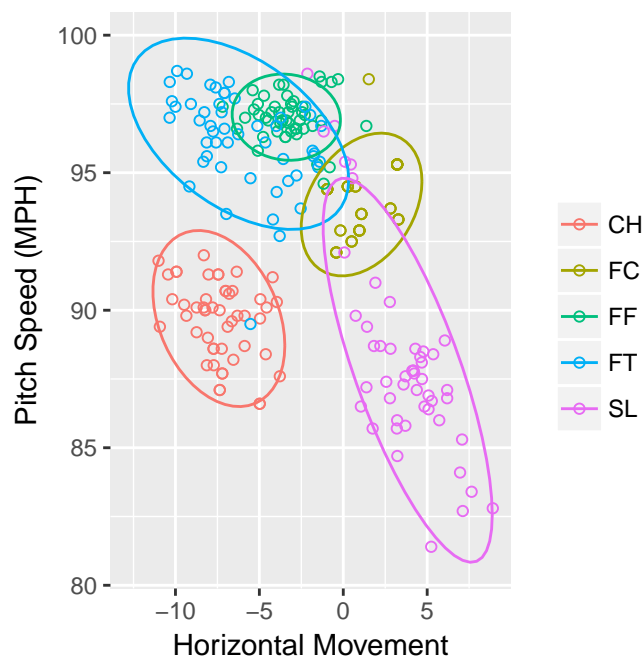 100
95
90
85
80
Pitch Speed (MPH)
−10
−5
0
5
Horizontal Movement
CH
FC
FF
FT
SL